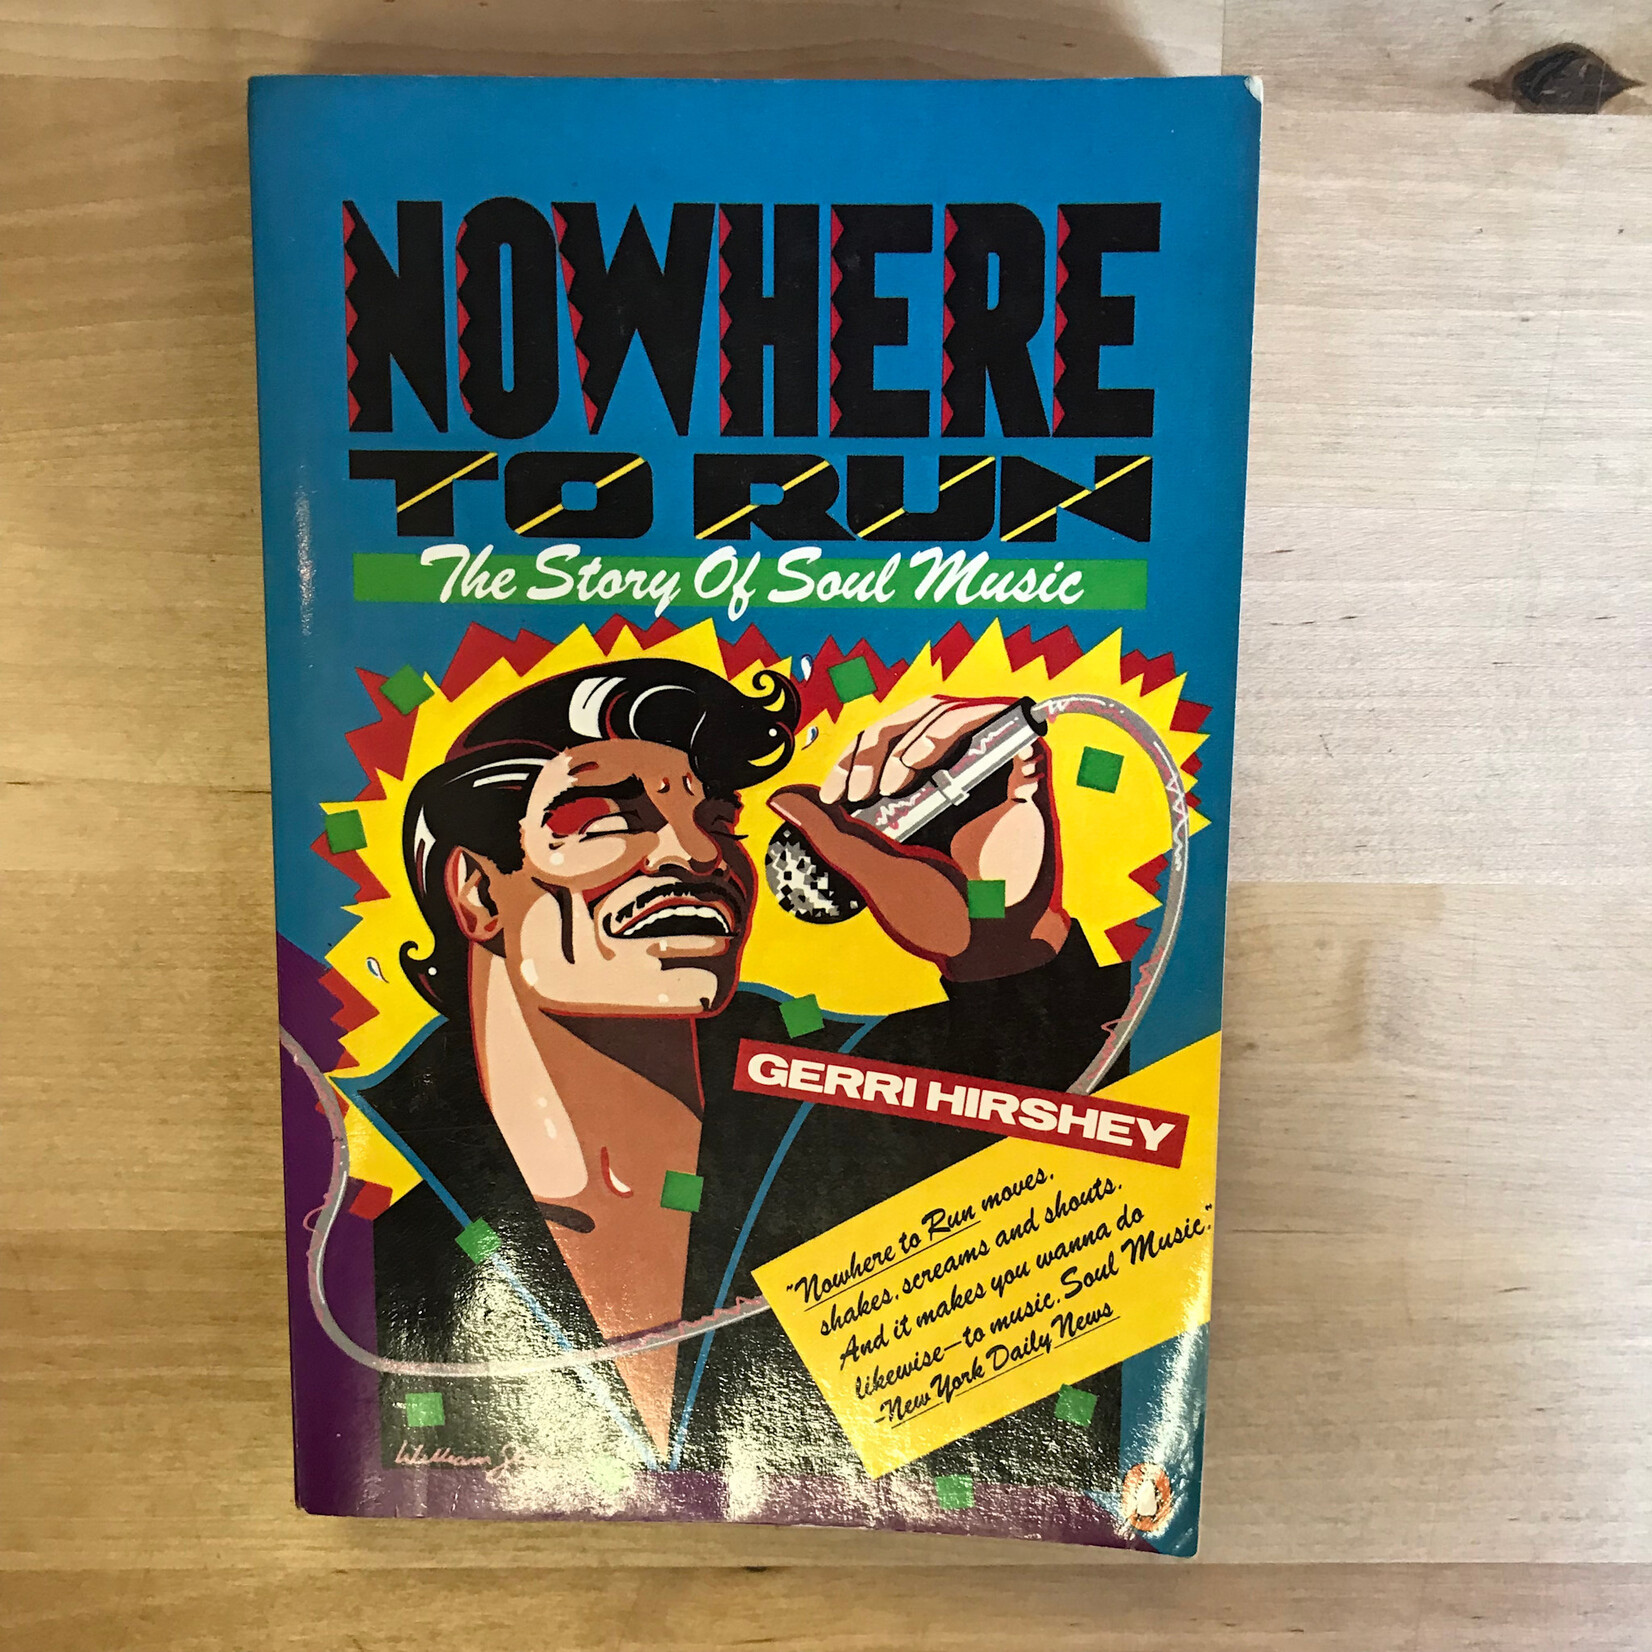 NOWHERE
TO RUN
The Story Of Soul Music
GERRI HIRSHEY
"Nowhere to Run moves,
shakes, screams and shouts.
And it makes you wanna do
likewise—to music. Soul Music."
-New York Daily News
William